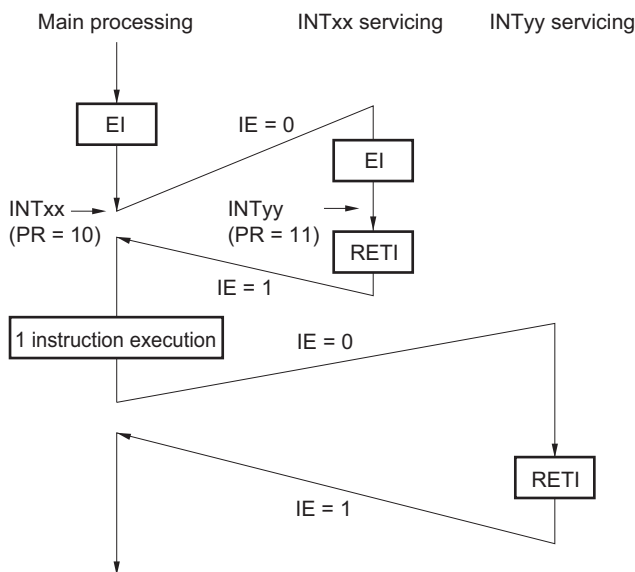 Main processing
INTxx servicing
INTyy servicing
EI
IE = 0
EI
INTxx
(PR = 10)
INTyy
(PR = 11)
RETI
IE = 1
1 instruction execution
IE = 0
RETI
IE = 1